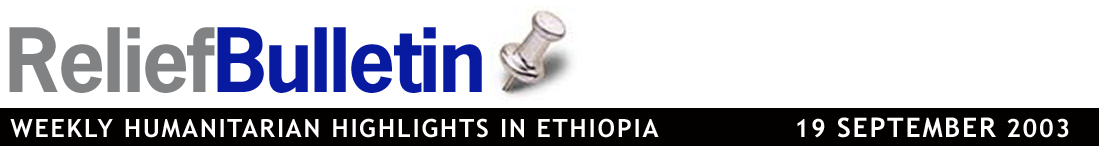 ReliefBulletin
WEEKLY HUMANITARIAN HIGHLIGHTS IN ETHIOPIA 19 SEPTEMBER 2003